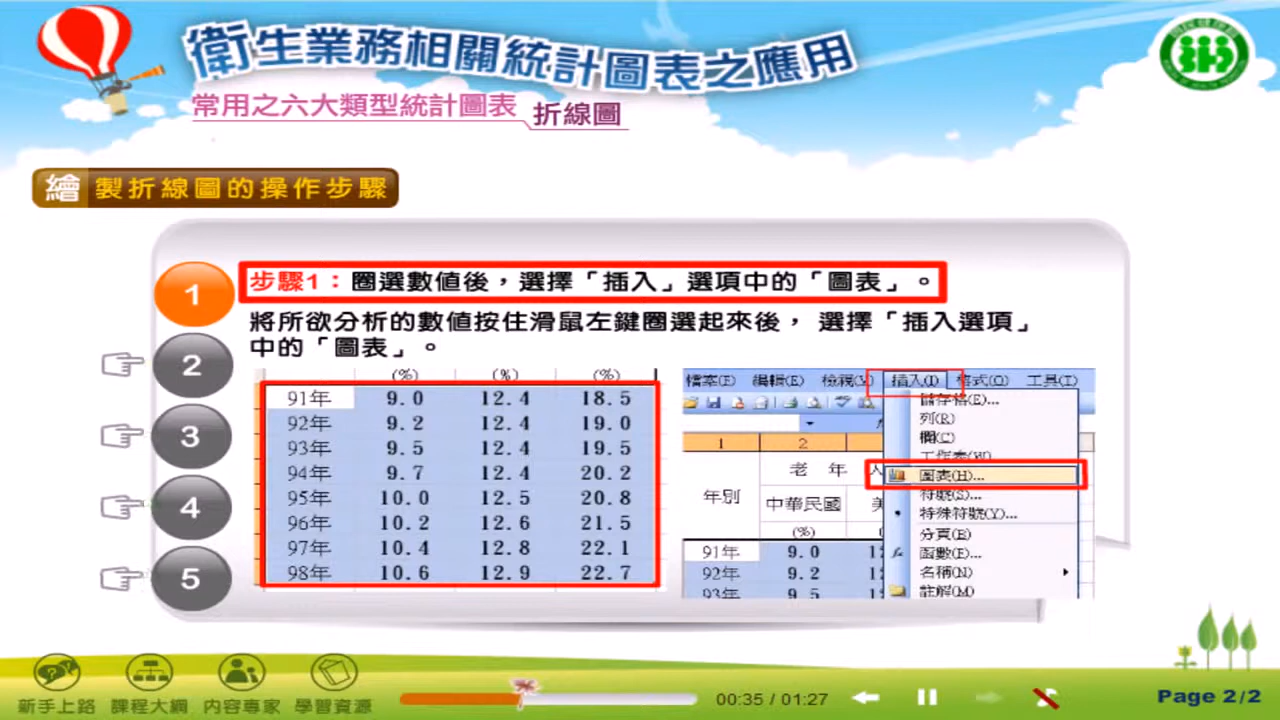 衛生業務相關統計圖表之應用
常用之六大類型統計圖表 折線圖
繪製折線圖的操作步驟
1
步驟1：圈選數值後，選擇「插入」選項中的「圖表」。
將所欲分析的數值按住滑鼠左鍵圈選起來後， 選擇「插入選項」
中的「圖表」。
2
3
4
5
(%) (%) (%)
91年 9.0 12.4 18.5
92年 9.2 12.4 19.0
93年 9.5 12.4 19.5
94年 9.7 12.4 20.2
95年 10.0 12.5 20.8
96年 10.2 12.6 21.5
97年 10.4 12.8 22.1
98年 10.6 12.9 22.7
檔案(F) 編輯(E) 檢視(V) 插入(I) 格式(O) 工具(T)
儲存格(E)...
列(R)
欄(C)
工作表(W)
圖表(H)...
符號(S)...
特殊符號(Y)...
分頁(B)
函數(F)...
名稱(N)
註解(M)
1 2
老 年 人
年別
中華民國 美
(%)
91年 9.0 12
92年 9.2 12
93年 9.5 12
新手上路 課程大綱 內容專家 學習資源
00:35 / 01:27
Page 2/2